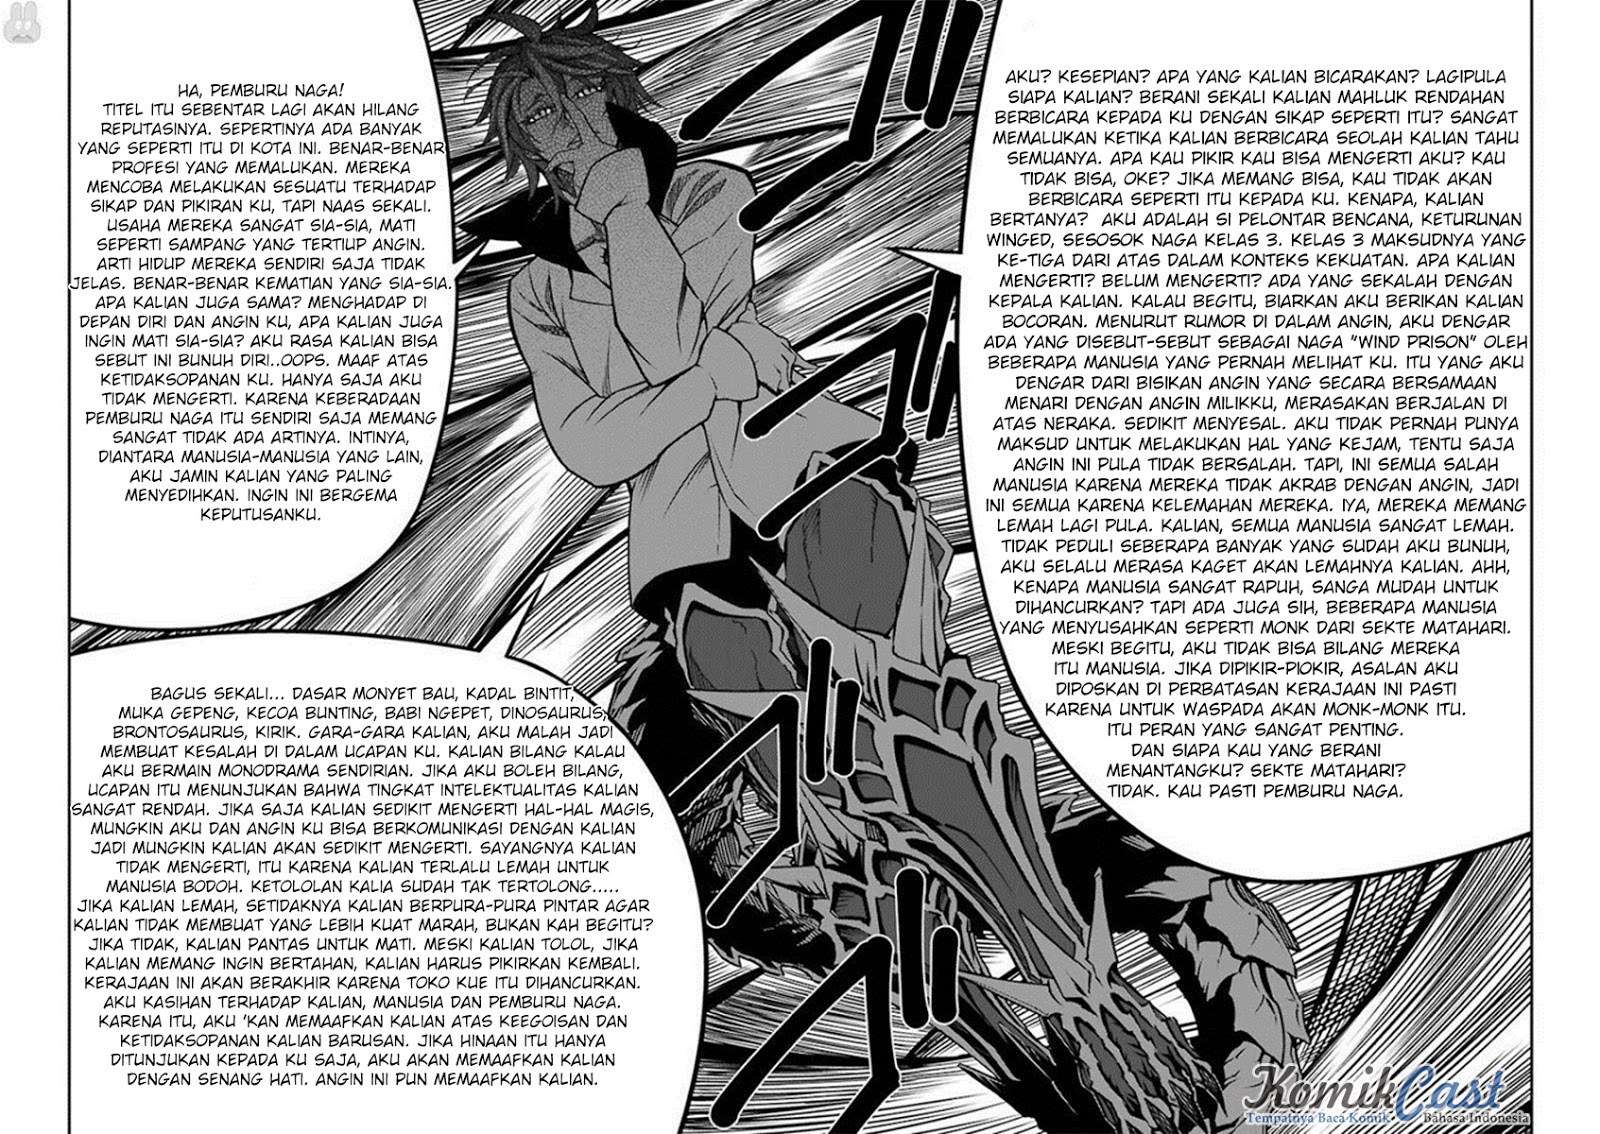 AKU? KESEPIAN? APA YANG KALIAN BICARAKAN? LAGIPULA
SIAPA KALIAN? BERANI SEKALI KALIAN MAHLUK RENDAHAN
BERBICARA KEPADA KU DENGAN SIKAP SEPERTI ITU? SANGAT
MEMALUKAN KETIKA KALIAN BERBICARA SEOLAH KALIAN TAHU
SEMUANYA. APA KAU PIKIR KAU BISA MENGERTI AKU? KAU
TIDAK BISA, OKE? JIKA MEMANG BISA, KAU TIDAK AKAN
BERBICARA SEPERTI ITU KEPADA KU. KENAPA, KALIAN
BERTANYA? AKU ADALAH SI PELONTAR BENCANA, KETURUNAN
WINGED, SESOSOK NAGA KELAS 3. KELAS 3 MAKSUDNYA YANG
KE-TIGA DARI ATAS DALAM KONTEKS KEKUATAN. APA KALIAN
MENGERTI? BELUM MENGERTI? ADA YANG SEKALAH DENGAN
KEPALA KALIAN. KALAU BEGITU, BIARKAN AKU BERIKAN KALIAN
BOCORAN. MENURUT RUMOR DI DALAM ANGIN, AKU DENGAR
ADA YANG DISEBUT-SEBUT SEBAGAI NAGA "WIND PRISON" OLEH
BEBERAPA MANUSIA YANG PERNAH MELIHAT KU. ITU YANG AKU
DENGAR DARI BISIKAN ANGIN YANG SECARA BERSAMAAN
MENARI DENGAN ANGIN MILIKKU, MERASAKAN BERJALAN DI
ATAS NERAKA. SEDIKIT MENYESAL. AKU TIDAK PERNAH PUNYA
MAKSUD UNTUK MELAKUKAN HAL YANG KEJAM, TENTU SAJA
ANGIN INI PULA TIDAK BERSALAH. TAPI, INI SEMUA SALAH
MANUSIA KARENA MEREKA TIDAK AKRAB DENGAN ANGIN, JADI
INI SEMUA KARENA KELEMAHAN MEREKA. IYA, MEREKA MEMANG
LEMAH LAGI PULA. KALIAN, SEMUA MANUSIA SANGAT LEMAH.
TIDAK PEDULI SEBERAPA BANYAK YANG SUDAH AKU BUNUH,
AKU SELALU MERASA KAGET AKAN LEMAHNYA KALIAN. AHH,
KENAPA MANUSIA SANGAT RAPUH, SANGA MUDAH UNTUK
DIHANCURKAN? TAPI ADA JUGA SIH, BEBERAPA MANUSIA
YANG MENYUSAHKAN SEPERTI MONK DARI SEKTE MATAHARI.
MESKI BEGITU, AKU TIDAK BISA BILANG MEREKA
ITU MANUSIA. JIKA DIPIKIR-PIOKIR, ASALAN AKU
DIPOSKAN DI PERBATASAN KERAJAAN INI PASTI
KARENA UNTUK WASPADA AKAN MONK-MONK ITU.
ITU PERAN YANG SANGAT PENTING.
DAN SIAPA KAU YANG BERANI
MENANTANGKU? SEKTE MATAHARI?
TIDAK. KAU PASTI PEMBURU NAGA.
HA, PEMBURU NAGA!
TITEL ITU SEBENTAR LAGI AKAN HILANG
REPUTASINYA. SEPERTINYA ADA BANYAK
YANG SEPERTI ITU DI KOTA INI. BENAR-BENAR
PROFESI YANG MEMALUKAN. MEREKA
MENCOBA MELAKUKAN SESUATU TERHADAP
SIKAP DAN PIKIRAN KU, TAPI NAAS SEKALI.
USAHA MEREKA SANGAT SIA-SIA, MATI
SEPERTI SAMPANG YANG TERTIUP ANGIN.
ARTI HIDUP MEREKA SENDIRI SAJA TIDAK
JELAS. BENAR-BENAR KEMATIAN YANG SIA-SIA.
APA KALIAN JUGA SAMA? MENGHADAP DI
DEPAN DIRI DAN ANGIN KU, APA KALIAN JUGA
INGIN MATI SIA-SIA? AKU RASA KALIAN BISA
SEBUT INI BUNUH DIRI..OOPS. MAAF ATAS
KETIDAKSOPANAN KU. HANYA SAJA AKU
TIDAK MENGERTI. KARENA KEBERADAAN
PEMBURU NAGA ITU SENDIRI SAJA MEMANG
SANGAT TIDAK ADA ARTINYA. INTINYA,
DIANTARA MANUSIA-MANUSIA YANG LAIN,
AKU JAMIN KALIAN YANG PALING
MENYEDIHKAN. INGIN INI BERGEMA
KEPUTUSANKU.
BAGUS SEKALI... DASAR MONYET BAU, KADAL BINTIT,
MUKA GEPENG, KECOA BUNTING, BABI NGEPET, DINOSAURUS,
BRONTOSAURUS, KIRIK. GARA-GARA KALIAN, AKU MALAH JADI
MEMBUAT KESALAH DI DALAM UCAPAN KU. KALIAN BILANG KALAU
AKU BERMAIN MONODRAMA SENDIRIAN. JIKA AKU BOLEH BILANG,
UCAPAN ITU MENUNJUKAN BAHWA TINGKAT INTELEKTUALITAS KALIAN
SANGAT RENDAH. JIKA SAJA KALIAN SEDIKIT MENGERTI HAL-HAL MAGIS,
MUNGKIN AKU DAN ANGIN KU BISA BERKOMUNIKASI DENGAN KALIAN
JADI MUNGKIN KALIAN AKAN SEDIKIT MENGERTI. SAYANGNYA KALIAN
TIDAK MENGERTI, ITU KARENA KALIAN TERLALU LEMAH UNTUK
MANUSIA BODOH. KETOLOLAN KALIA SUDAH TAK TERTOLONG.....
JIKA KALIAN LEMAH, SETIDAKNYA KALIAN BERPURA-PURA PINTAR AGAR
KALIAN TIDAK MEMBUAT YANG LEBIH KUAT MARAH, BUKAN KAH BEGITU?
JIKA TIDAK, KALIAN PANTAS UNTUK MATI. MESKI KALIAN TOLOL, JIKA
KALIAN MEMANG INGIN BERTAHAN, KALIAN HARUS PIKIRKAN KEMBALI.
KERAJAAN INI AKAN BERAKHIR KARENA TOKO KUE ITU DIHANCURKAN.
AKU KASIHAN TERHADAP KALIAN, MANUSIA DAN PEMBURU NAGA.
KARENA ITU, AKU 'KAN MEMAAFKAN KALIAN ATAS KEEGOISAN DAN
KETIDAKSOPANAN KALIAN BARUSAN. JIKA HINAAN ITU HANYA
DITUNJUKAN KEPADA KU SAJA, AKU AKAN MEMAAFKAN KALIAN
DENGAN SENANG HATI. ANGIN INI PUN MEMAAFKAN KALIAN.
KomikCast
Tempatnya Baca Komik Bahasa Indonesia